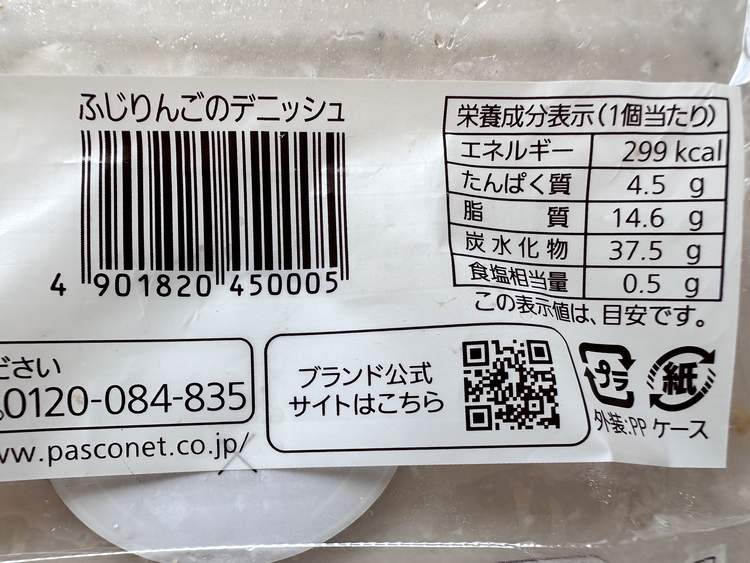 ふじりんごのデニッシュ
4 901820 450005
栄養成分表示(1個当たり)
エネルギー 299 kcal
たんぱく質 4.5 g
脂質 14.6 g
炭水化物 37.5 g
食塩相当量 0.5 g
この表示値は、目安です。
ださい
0120-084-835
ww.pasconet.co.jp/
ブランド公式
サイトはこちら
プラ
紙
外装:PP ケース